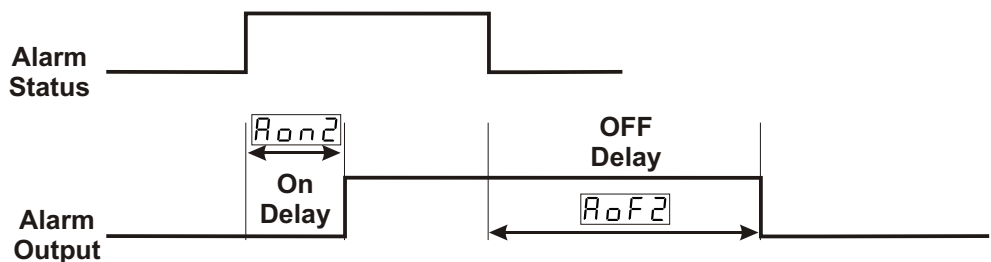 Alarm
Status
Aon2
OFF
Delay
On
Delay
AoF2
Alarm
Output